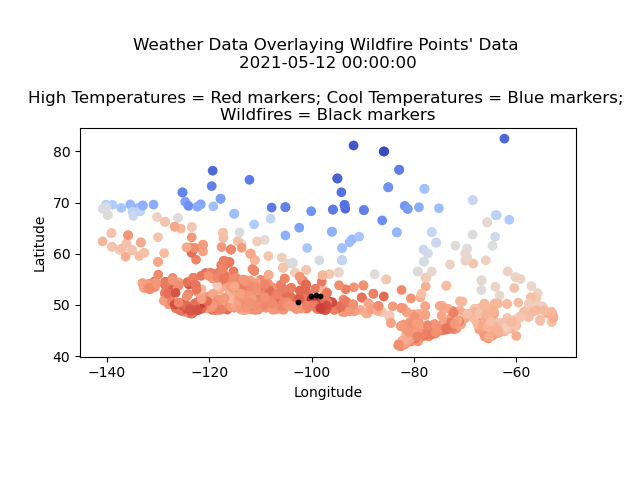 Weather Data Overlaying Wildfire Points' Data
2021-05-12 00:00:00
High Temperatures = Red markers; Cool Temperatures = Blue markers;
Wildfires = Black markers
80
70
60
50
40
Latitude
−140
−120
−100
−80
−60
Longitude